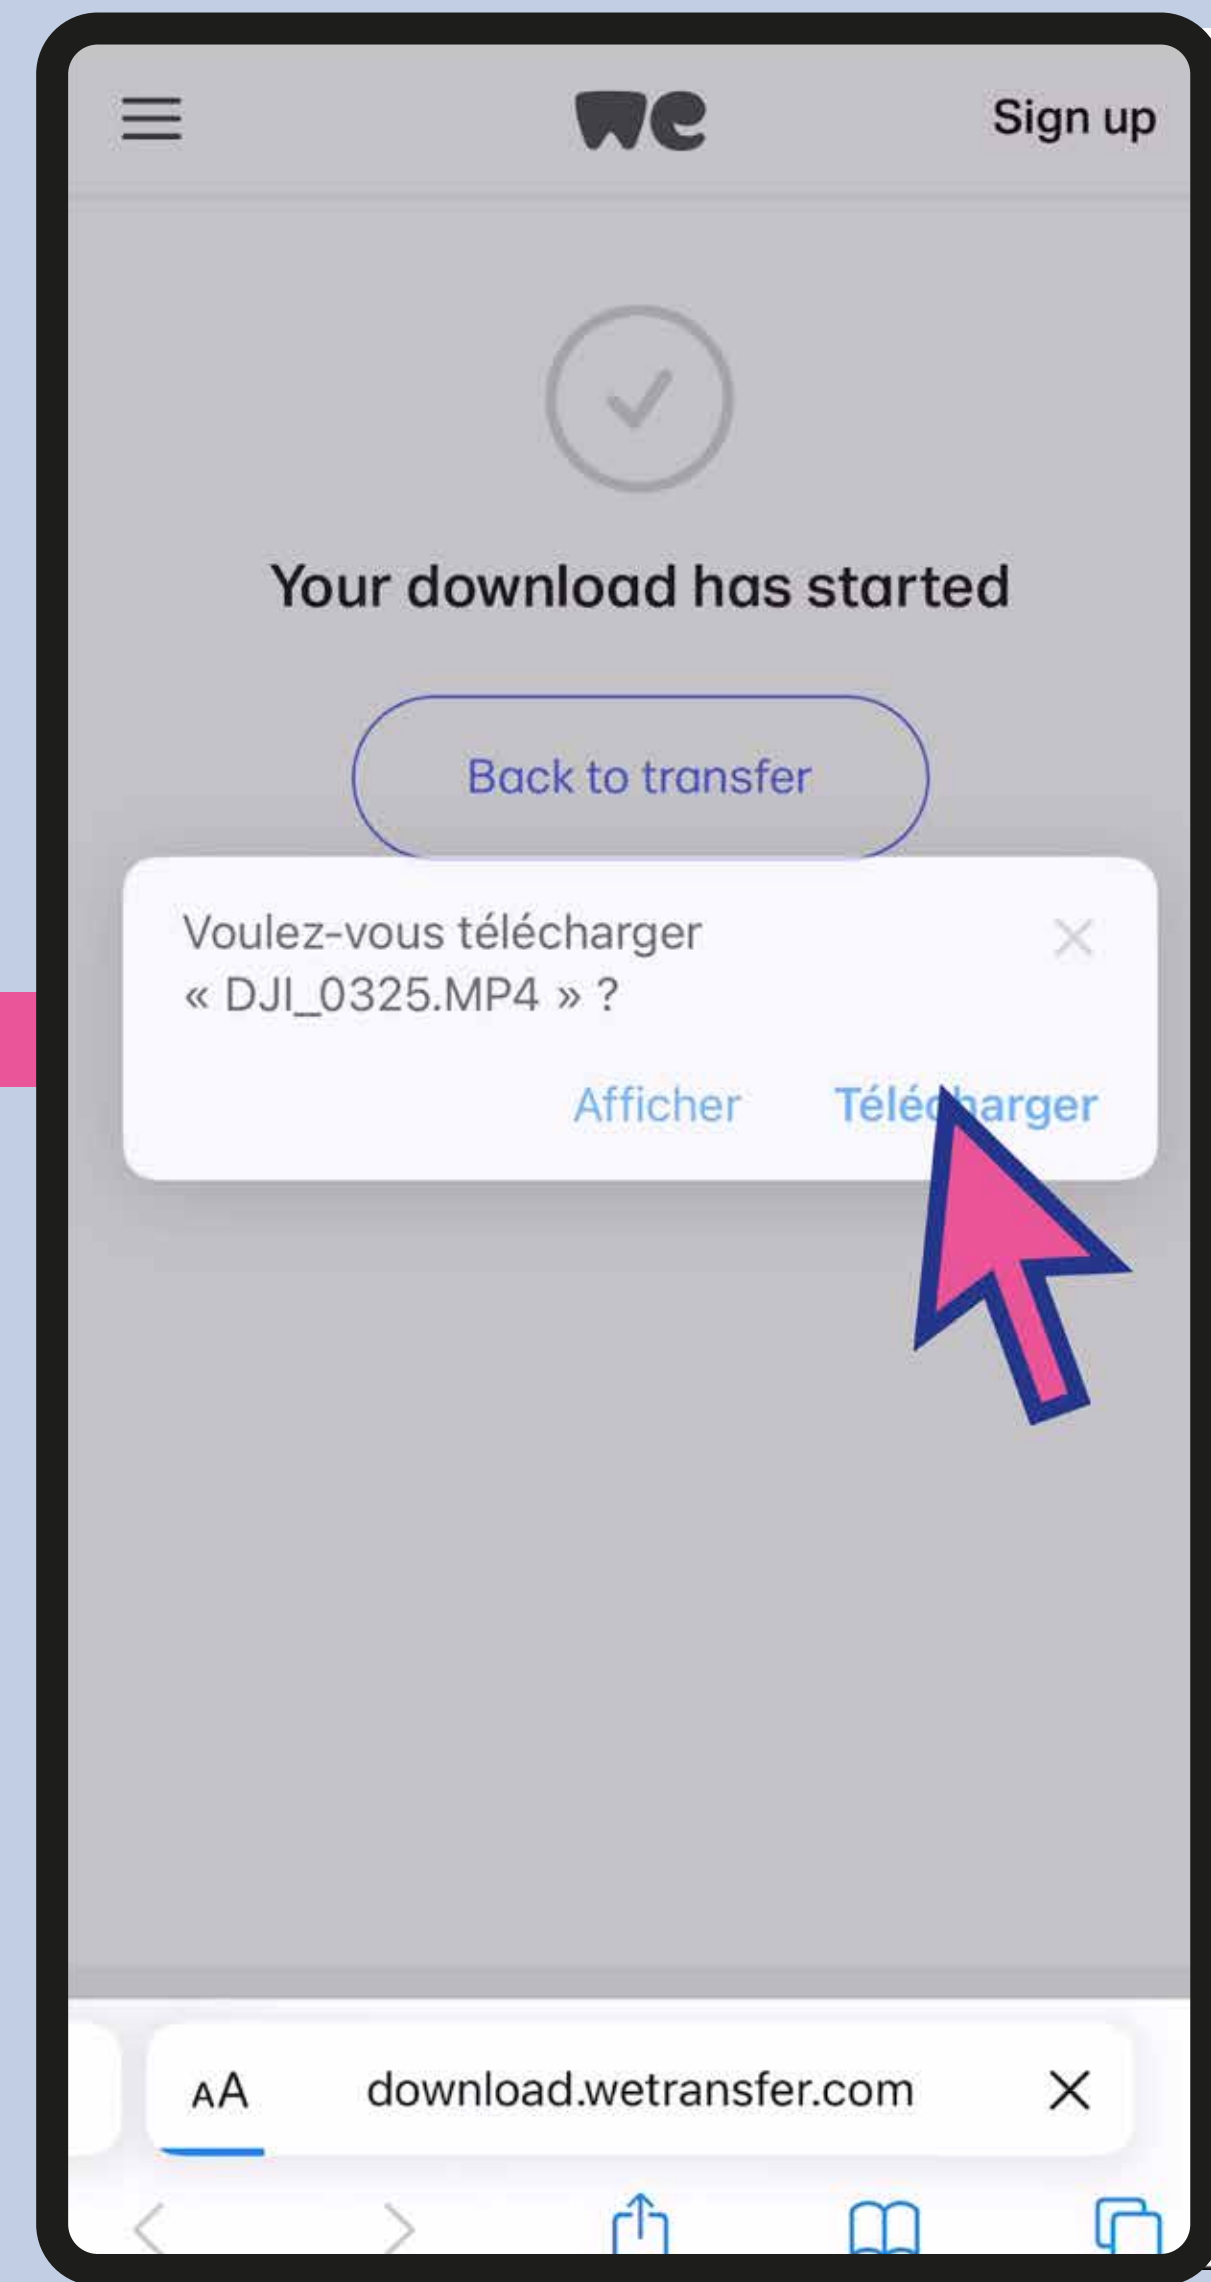 we
Sign up
Your download has started
Back to transfer
Voulez-vous télécharger
« DJI_0325.MP4 » ?
Afficher
Télécharger
AA
download.wetransfer.com